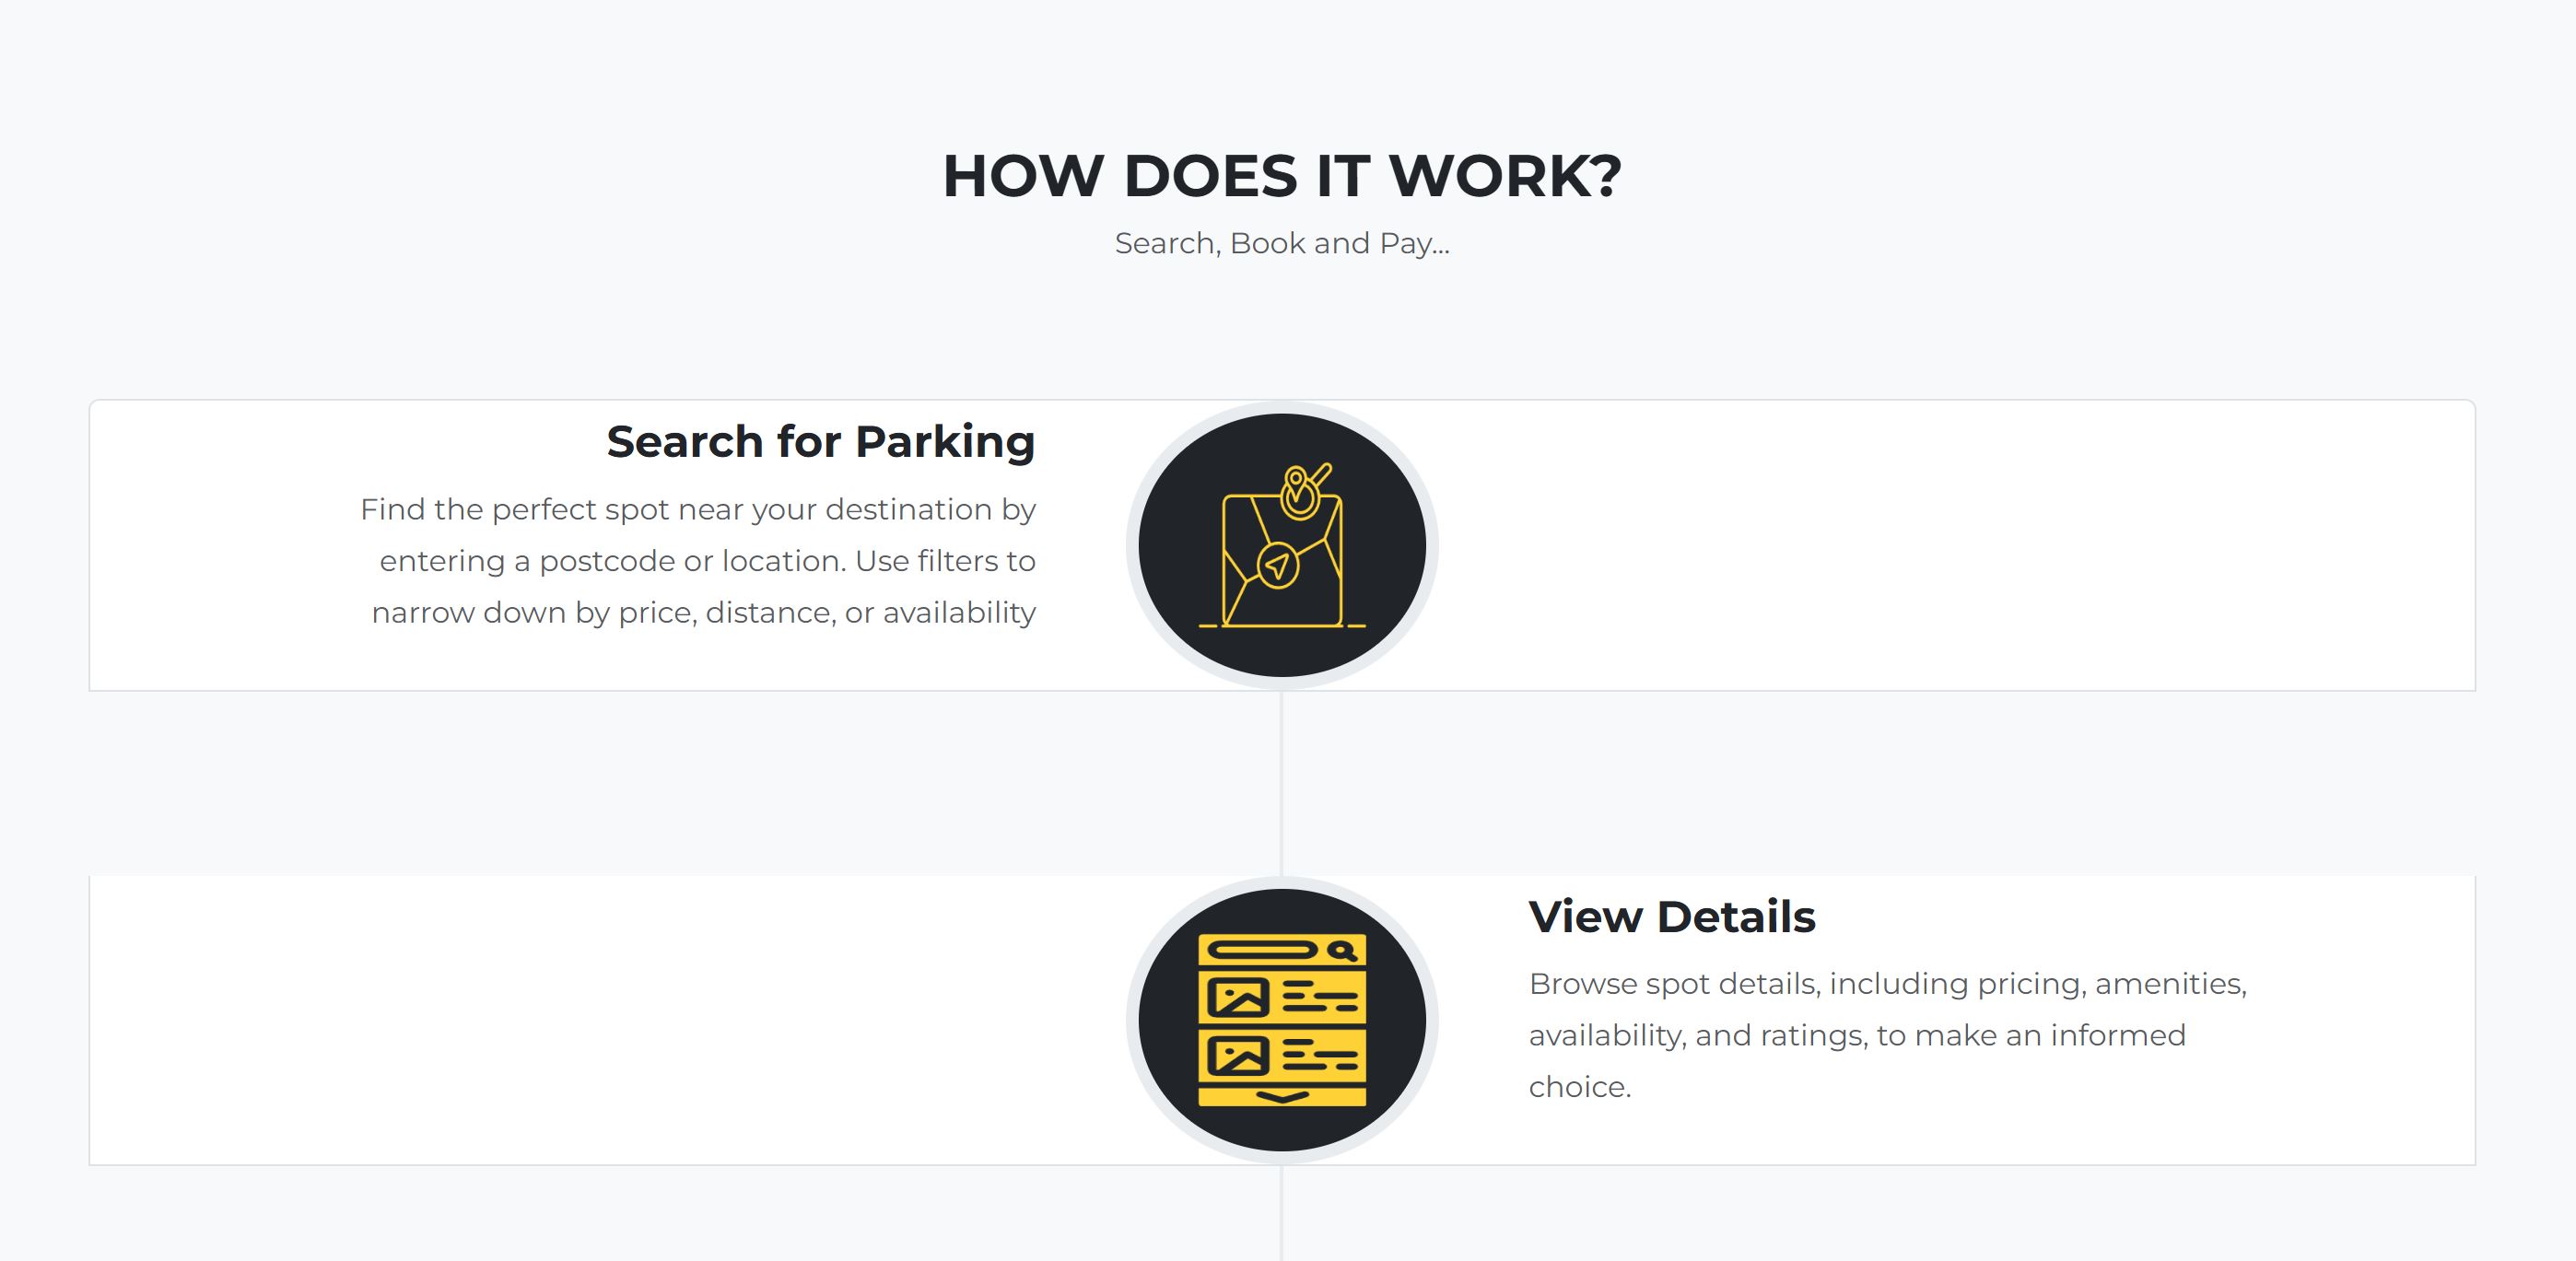 HOW DOES IT WORK?
Search, Book and Pay...
Search for Parking
Find the perfect spot near your destination by
entering a postcode or location. Use filters to
narrow down by price, distance, or availability
View Details
Browse spot details, including pricing, amenities,
availability, and ratings, to make an informed
choice.